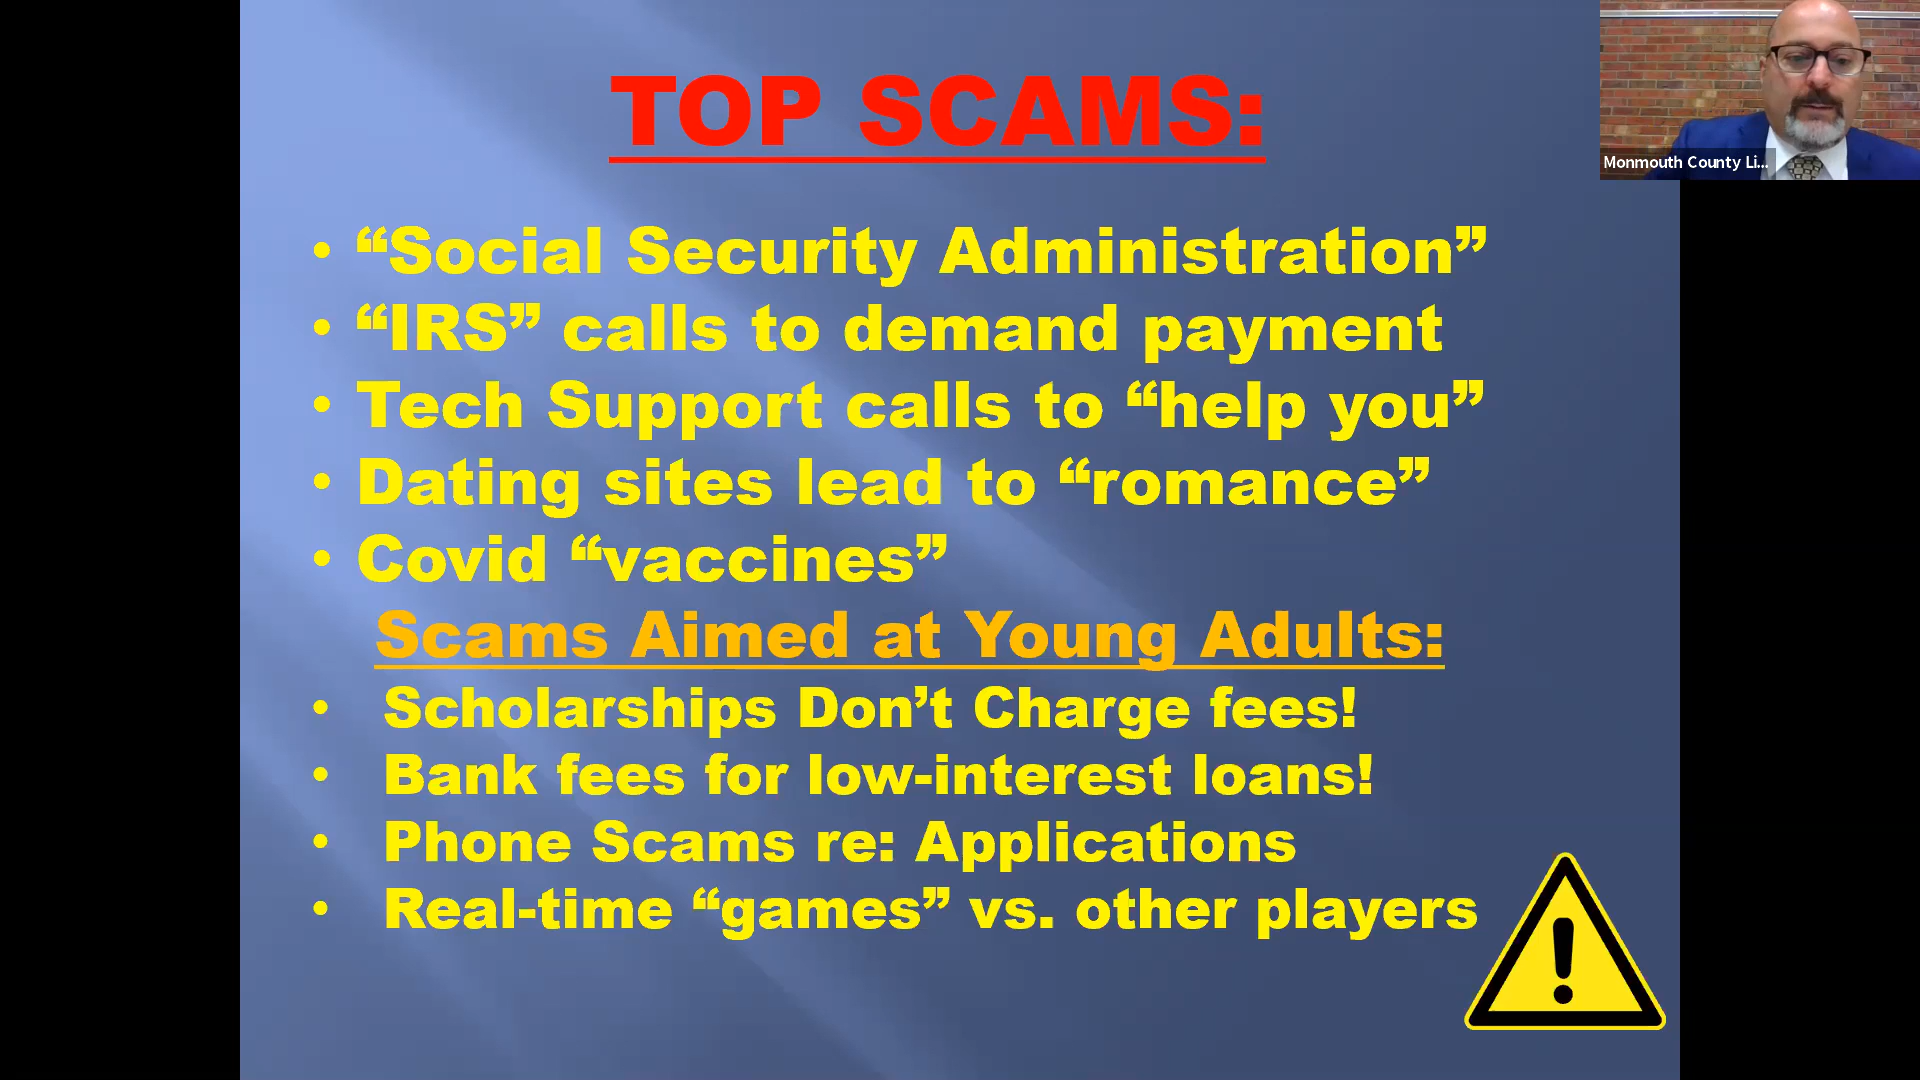 TOP SCAMS:
Monmouth County Li...
• “Social Security Administration”
• “IRS” calls to demand payment
• Tech Support calls to “help you”
• Dating sites lead to “romance”
• Covid “vaccines”
Scams Aimed at Young Adults:
• Scholarships Don’t Charge fees!
• Bank fees for low-interest loans!
• Phone Scams re: Applications
• Real-time “games” vs. other players
!